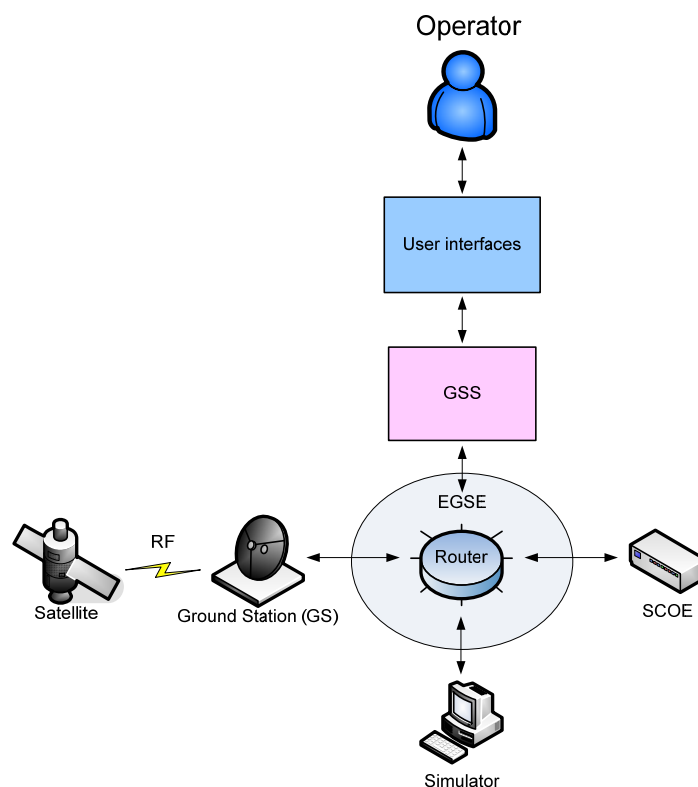 Operator
User interfaces
GSS
EGSE
Router
RF
Satellite
Ground Station (GS)
SCOE
Simulator